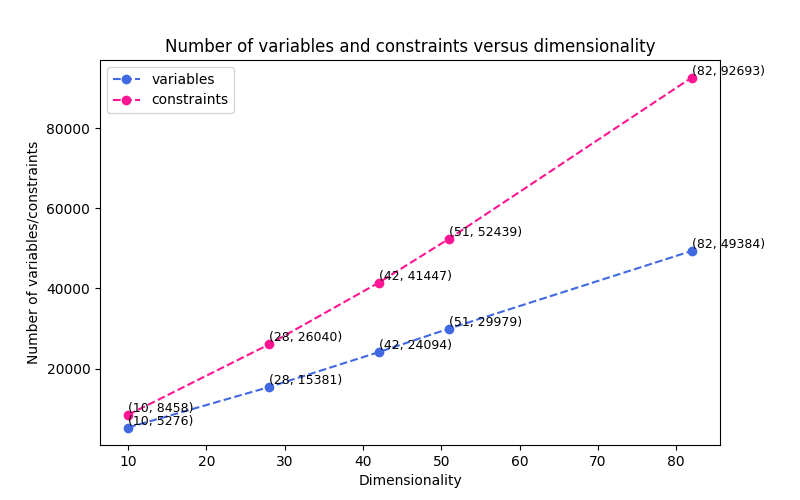 Number of variables and constraints versus dimensionality
variables
constraints
(82, 92693)
(51, 52439)
(82, 49384)
(42, 41447)
(28, 26040)
(51, 29979)
(42, 24094)
(28, 15381)
(10, 8458)
(10, 5276)
Number of variables/constraints
80000
60000
40000
20000
10 20 30 40 50 60 70 80
Dimensionality